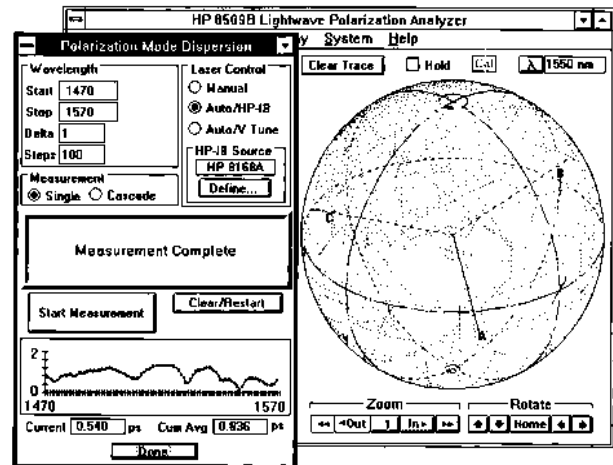 HP 8509B Lightwave Polarization Analyzer
System Help
Clear Trace Hold Cal λ 1550 nm
Polarization Mode Dispersion
Wavelength
Start 1470
Stop 1570
Delta 1
Steps 100
Laser Control
Manual
Auto/HP-IB
Auto/V Tune
HP-IB Source
HP 8168A
Define...
Measurement
Single Cascade
Measurement Complete
Start Measurement
Clear/Restart
2
0
1470 1570
Current 0.540 ps Cum Avg 0.936 ps
Done
B
C
A
Zoom
Out 1 In
Rotate
Home